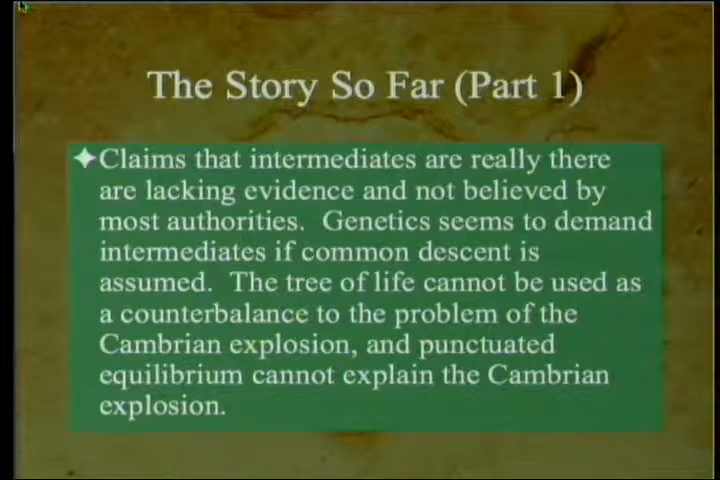 The Story So Far (Part 1)
Claims that intermediates are really there
are lacking evidence and not believed by
most authorities. Genetics seems to demand
intermediates if common descent is
assumed. The tree of life cannot be used as
a counterbalance to the problem of the
Cambrian explosion, and punctuated
equilibrium cannot explain the Cambrian
explosion.